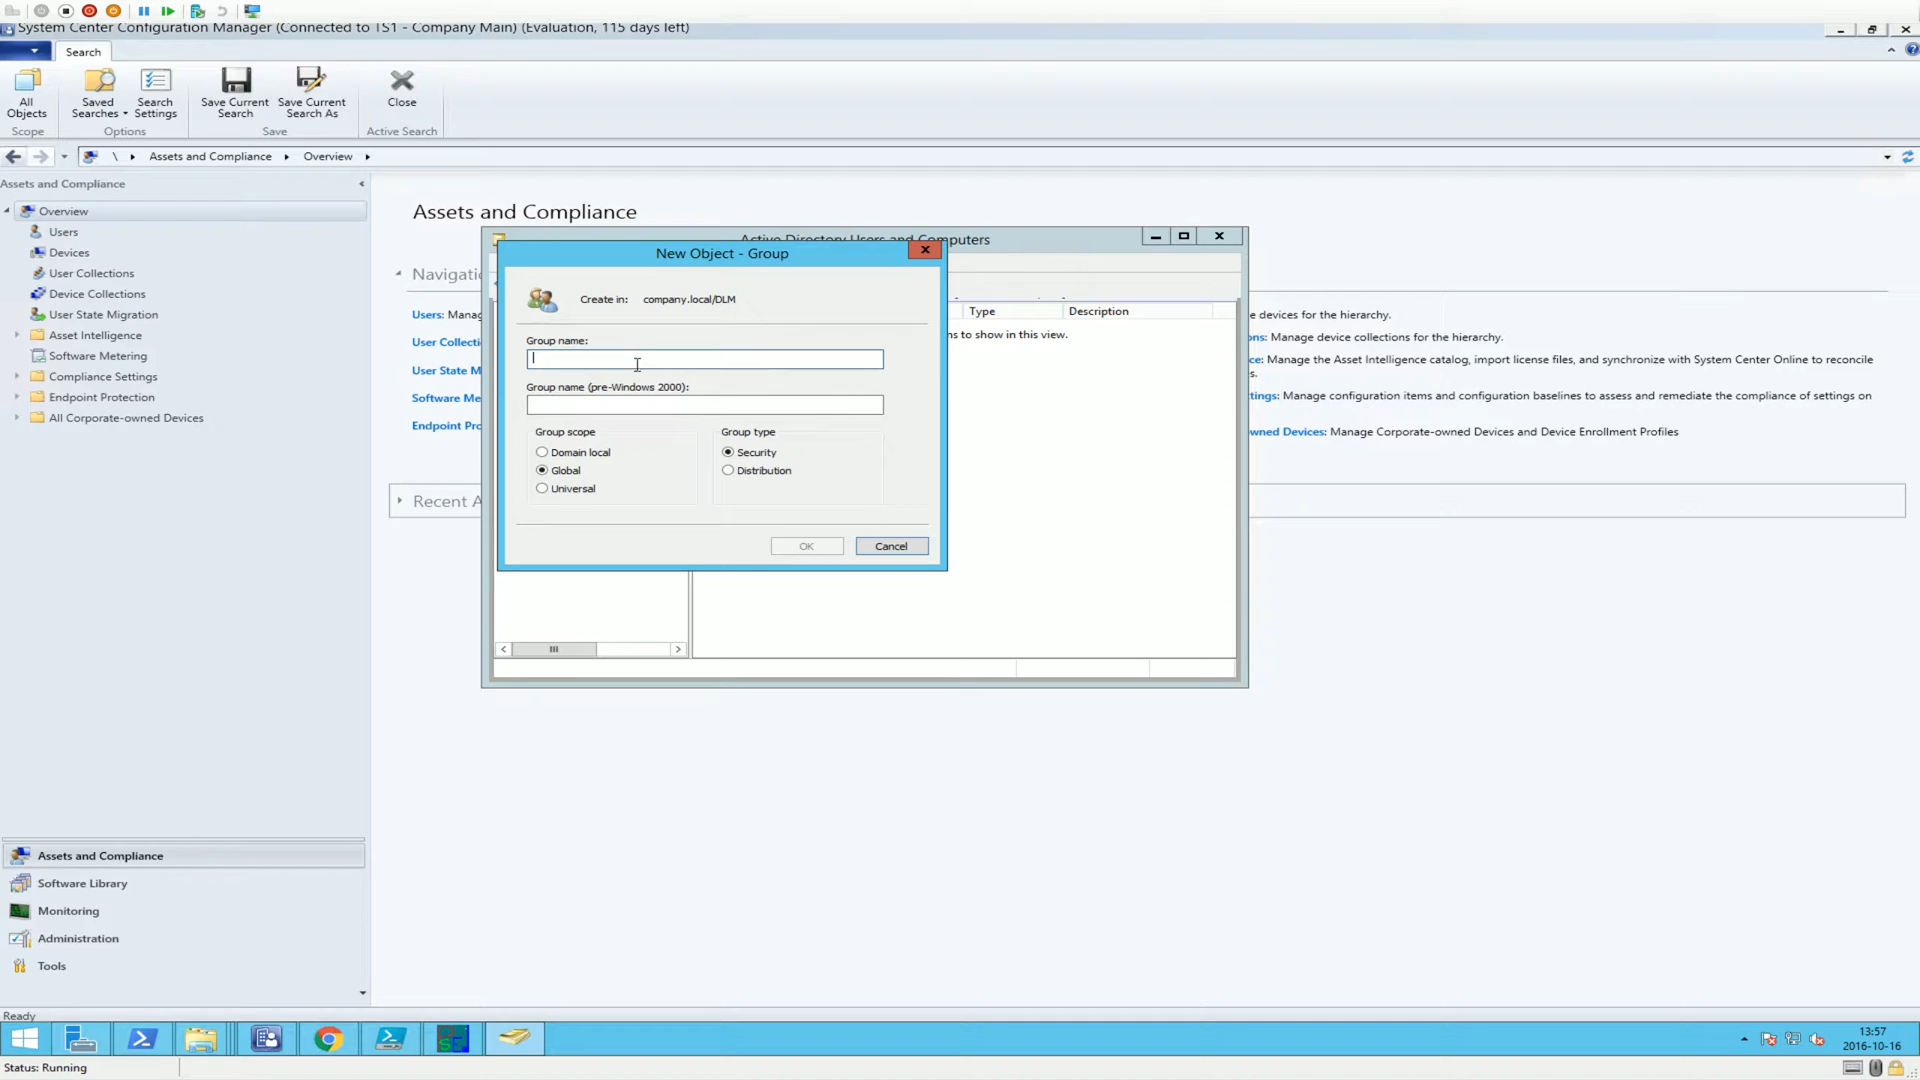 System Center Configuration Manager (Connected to TS1 - Company Main) (Evaluation, 115 days left)
Search
All Objects
Saved Searches
Search Settings
Save Current Search
Save Current Search As
Close
Scope
Options
Save
Active Search
\ Assets and Compliance Overview
Assets and Compliance
Overview
Users
Devices
User Collections
Device Collections
User State Migration
Asset Intelligence
Software Metering
Compliance Settings
Endpoint Protection
All Corporate-owned Devices
Assets and Compliance
Software Library
Monitoring
Administration
Tools
Assets and Compliance
Navigati
Users: Manag
User Collecti
User State M
Software Me
Endpoint Pro
Recent A
e devices for the hierarchy.
ons: Manage device collections for the hierarchy.
ce: Manage the Asset Intelligence catalog, import license files, and synchronize with System Center Online to reconcile
s.
ttings: Manage configuration items and configuration baselines to assess and remediate the compliance of settings on
wned Devices: Manage Corporate-owned Devices and Device Enrollment Profiles
Active Directory Users and Computers
Type
Description
ns to show in this view.
New Object - Group
Create in: company.local/DLM
Group name:
Group name (pre-Windows 2000):
Group scope
Domain local
Global
Universal
Group type
Security
Distribution
OK
Cancel
Ready
13:57
2016-10-16
Status: Running